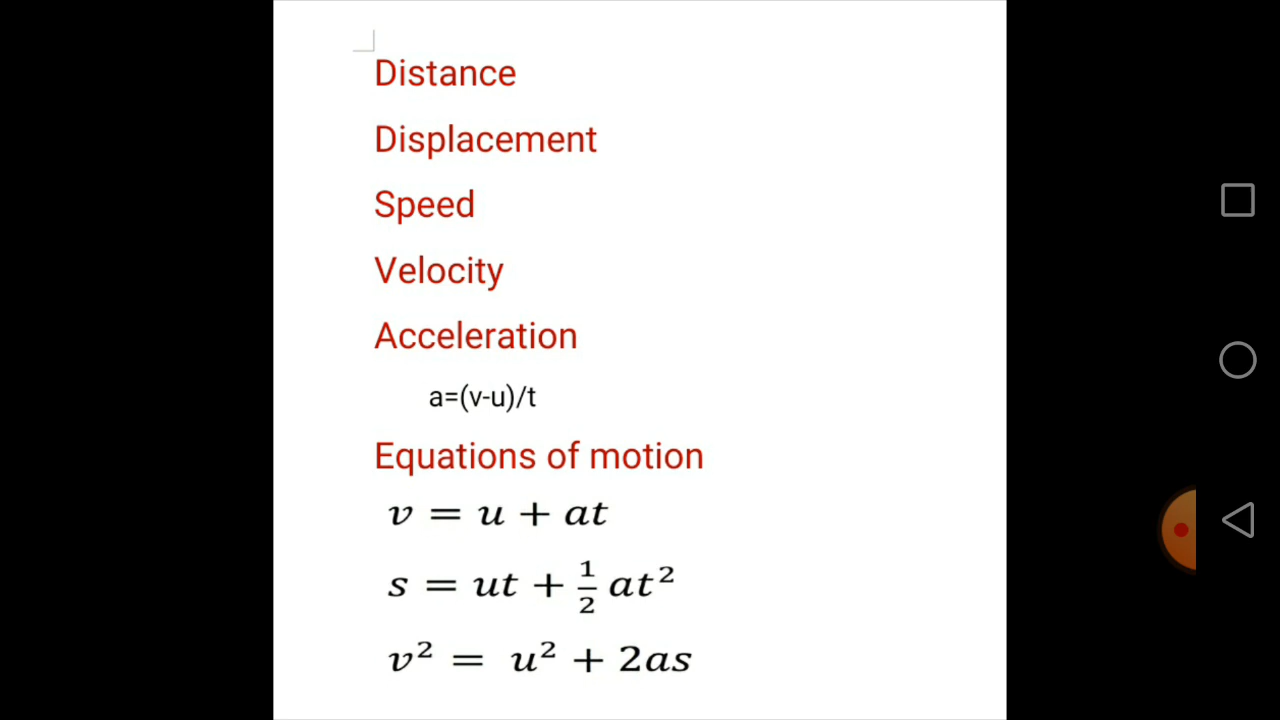 Distance
Displacement
Speed
Velocity
Acceleration
a=(v-u)/t
Equations of motion
v = u + at
s = ut + 1/2 at²
v² = u² + 2as